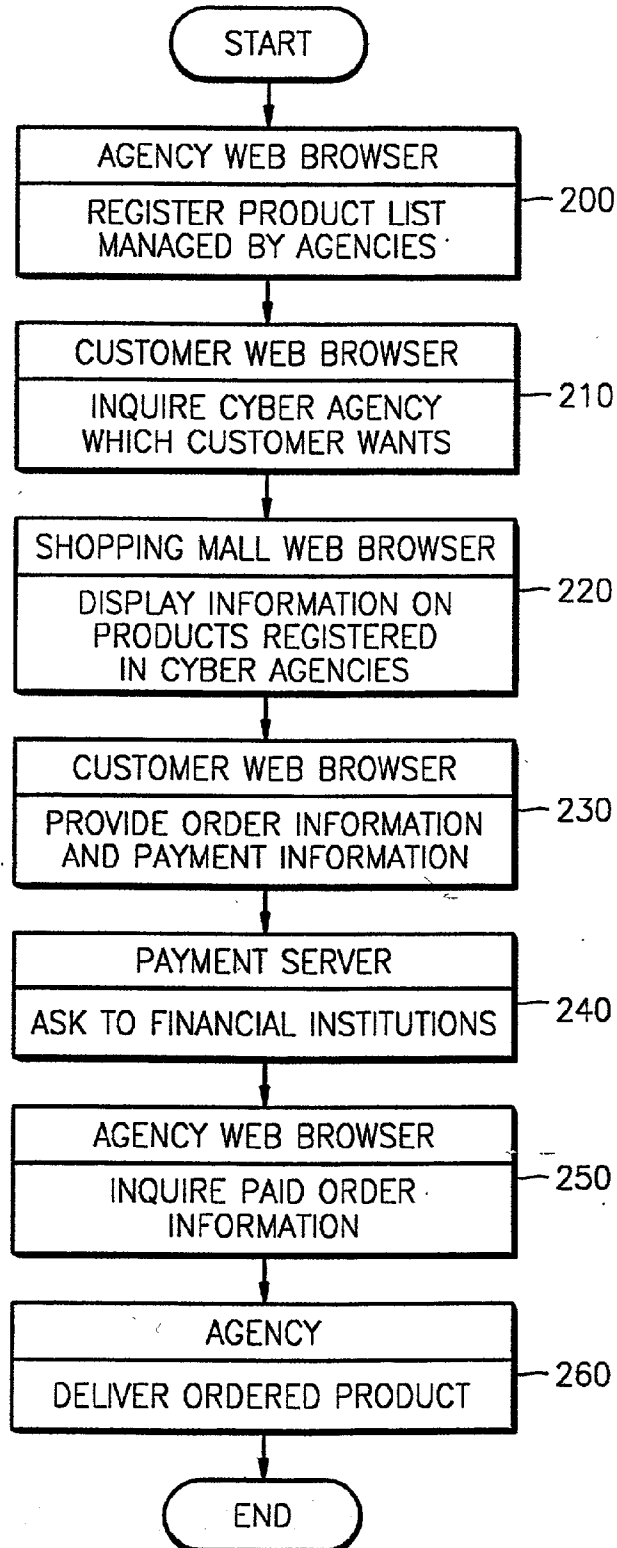 START
AGENCY WEB BROWSER
REGISTER PRODUCT LIST
MANAGED BY AGENCIES
200
CUSTOMER WEB BROWSER
INQUIRE CYBER AGENCY
WHICH CUSTOMER WANTS
210
SHOPPING MALL WEB BROWSER
DISPLAY INFORMATION ON
PRODUCTS REGISTERED
IN CYBER AGENCIES
220
CUSTOMER WEB BROWSER
PROVIDE ORDER INFORMATION
AND PAYMENT INFORMATION
230
PAYMENT SERVER
ASK TO FINANCIAL INSTITUTIONS
240
AGENCY WEB BROWSER
INQUIRE PAID ORDER
INFORMATION
250
AGENCY
DELIVER ORDERED PRODUCT
260
END